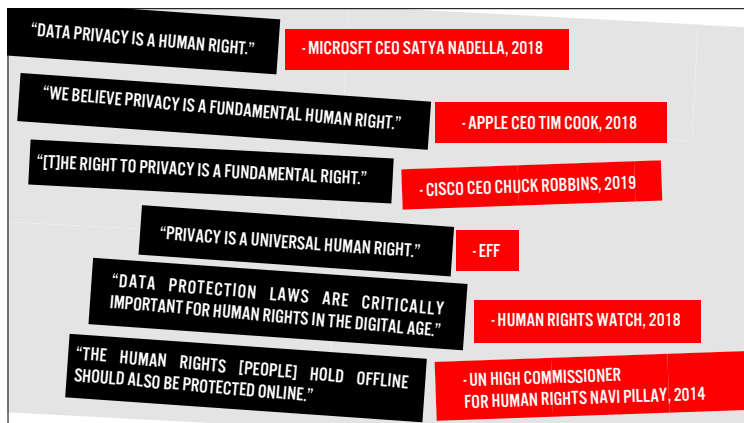 “DATA PRIVACY IS A HUMAN RIGHT.”
- MICROSFT CEO SATYA NADELLA, 2018
“WE BELIEVE PRIVACY IS A FUNDAMENTAL HUMAN RIGHT.”
- APPLE CEO TIM COOK, 2018
“[T]HE RIGHT TO PRIVACY IS A FUNDAMENTAL RIGHT.”
- CISCO CEO CHUCK ROBBINS, 2019
“PRIVACY IS A UNIVERSAL HUMAN RIGHT.”
- EFF
“DATA PROTECTION LAWS ARE CRITICALLY
IMPORTANT FOR HUMAN RIGHTS IN THE DIGITAL AGE.”
- HUMAN RIGHTS WATCH, 2018
“THE HUMAN RIGHTS [PEOPLE] HOLD OFFLINE
SHOULD ALSO BE PROTECTED ONLINE.”
- UN HIGH COMMISSIONER
FOR HUMAN RIGHTS NAVI PILLAY, 2014